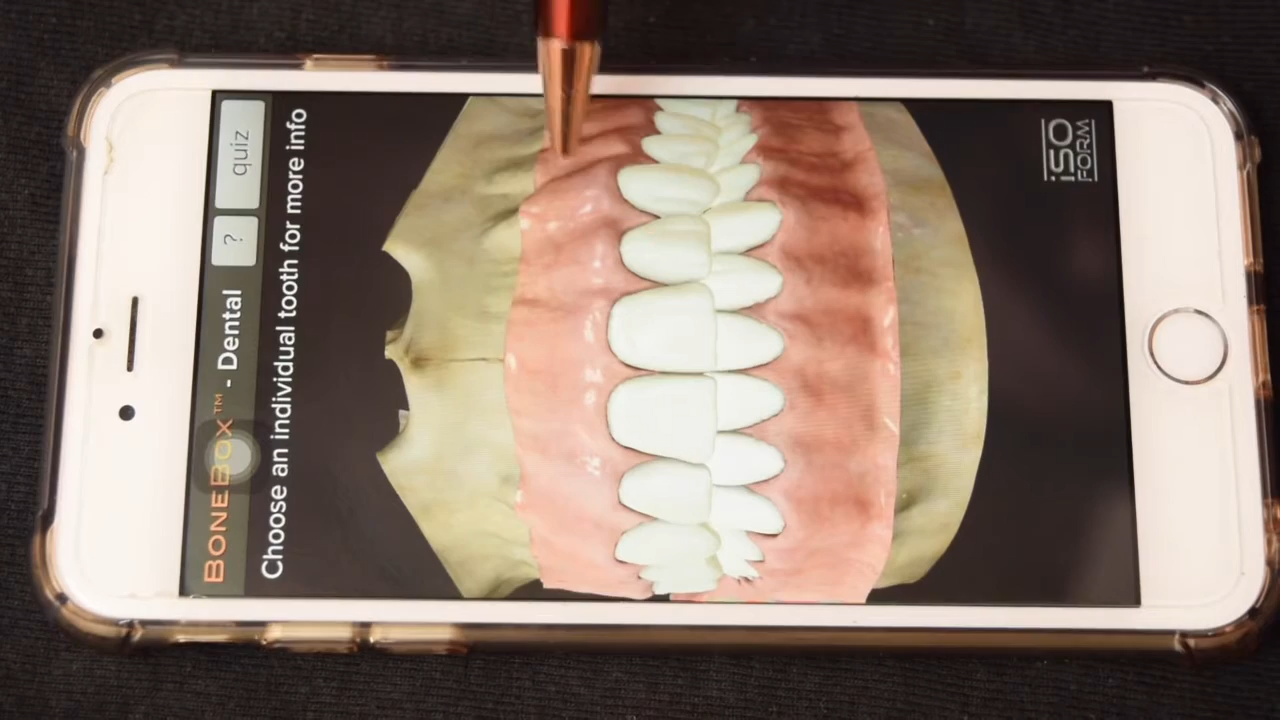 BONEBOX™ - Dental ? quiz
Choose an individual tooth for more info
iSO
FORM